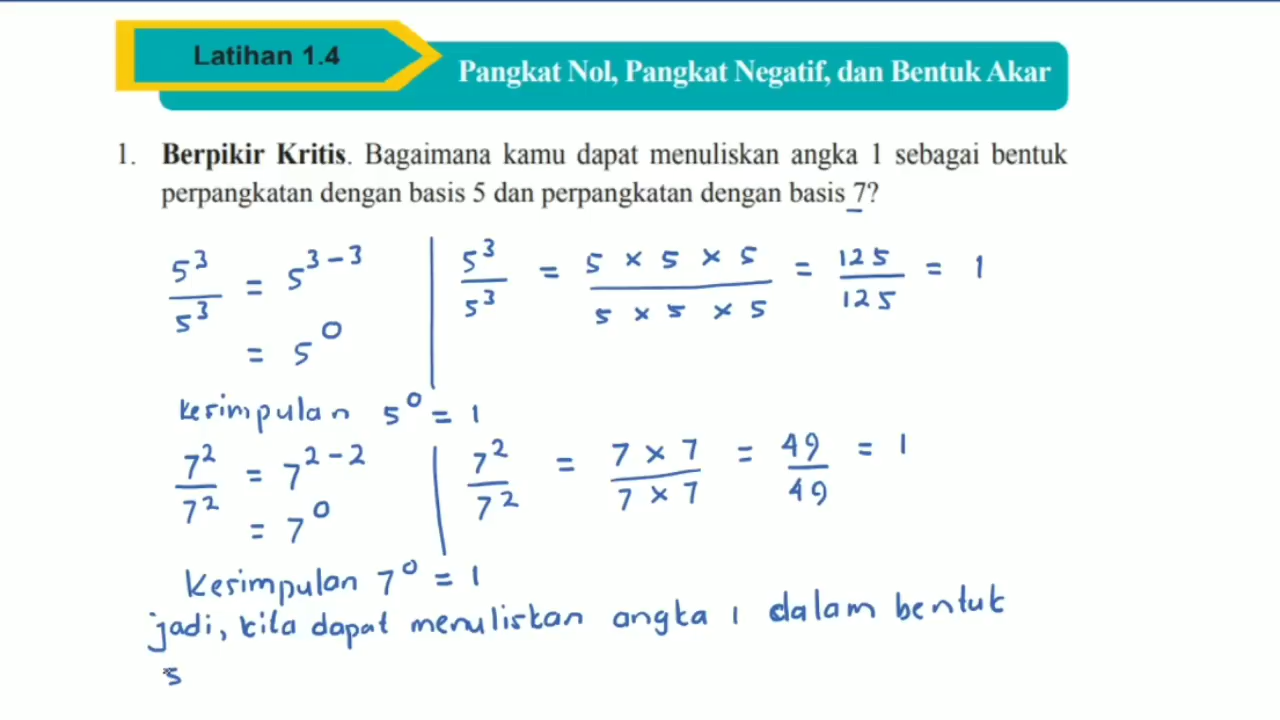 Latihan 1.4
Pangkat Nol, Pangkat Negatif, dan Bentuk Akar
1. Berpikir Kritis. Bagaimana kamu dapat menuliskan angka 1 sebagai bentuk
perpangkatan dengan basis 5 dan perpangkatan dengan basis 7?
5³/5³ = 5³⁻³ | 5³/5³ = 5 × 5 × 5 / 5 × 5 × 5 = 125/125 = 1
= 5⁰
Kesimpulan 5⁰ = 1
7²/7² = 7²⁻² | 7²/7² = 7 × 7 / 7 × 7 = 49/49 = 1
= 7⁰
Kesimpulan 7⁰ = 1
jadi, kita dapat menuliskan angka 1 dalam bentuk
5